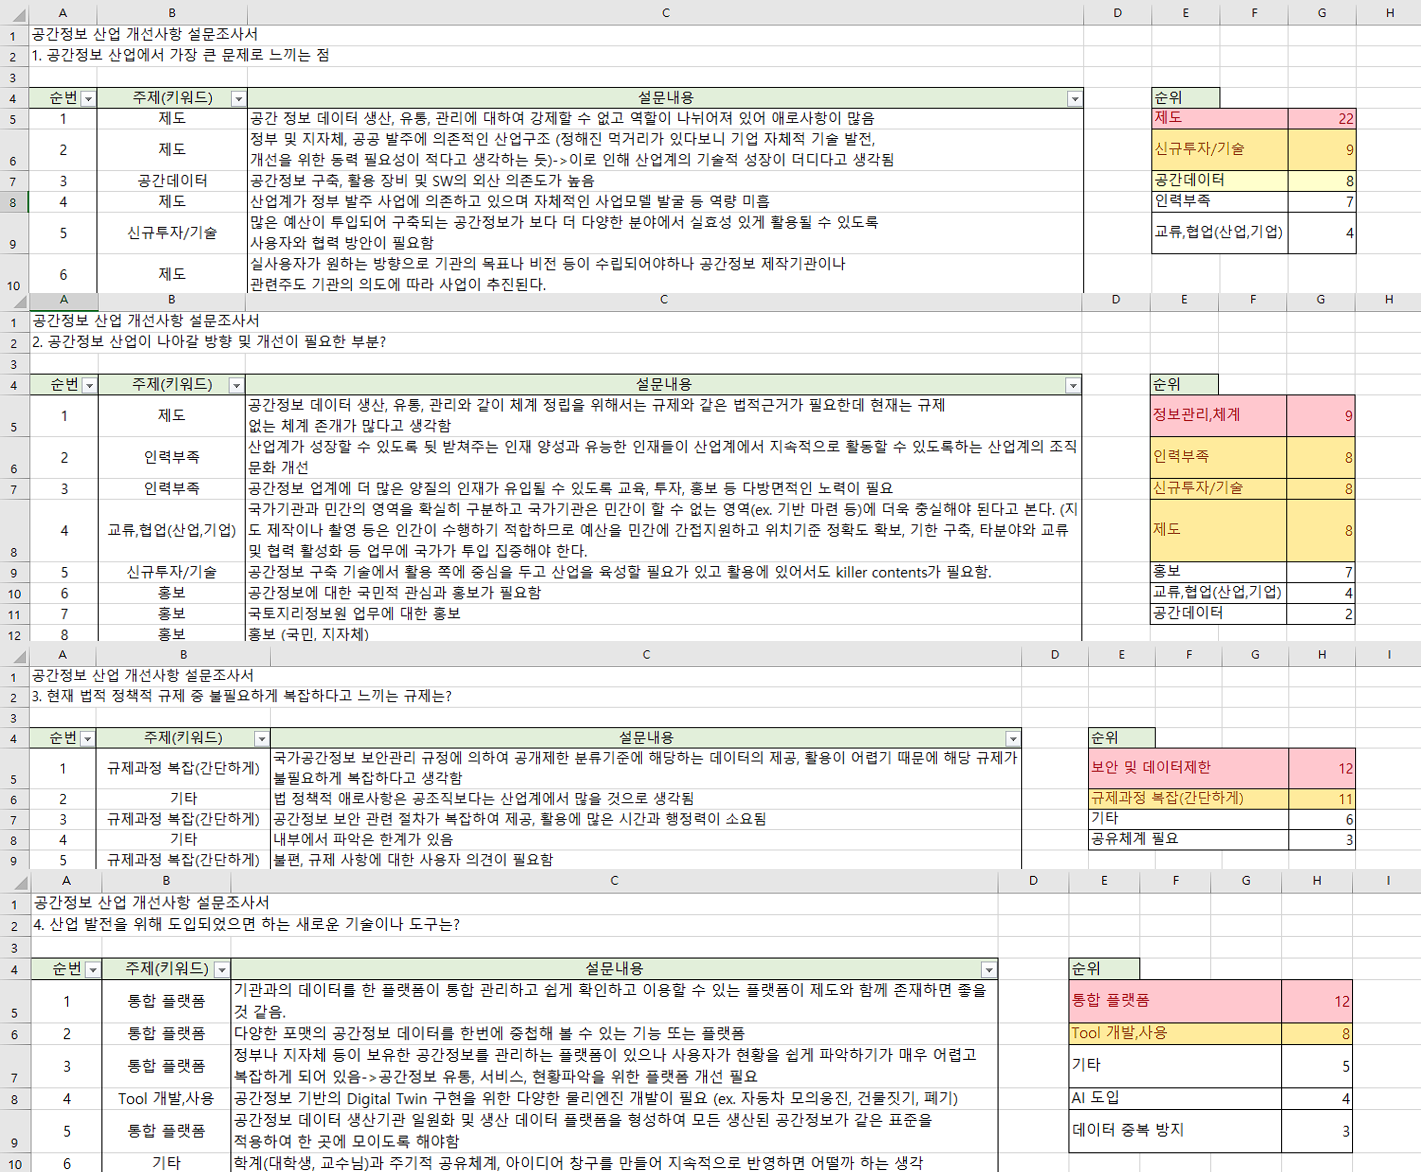 A B C D E F G H
1 공간정보 산업 개선사항 설문조사서
2 1. 공간정보 산업에서 가장 큰 문제로 느끼는 점
3
4 순번 주제(키워드) 설문내용 순위
5 1 제도 공간 정보 데이터 생산, 유통, 관리에 대하여 강제할 수 없고 역할이 나뉘어져 있어 애로사항이 많음 제도 22
정부 및 지자체, 공공 발주에 의존적인 산업구조 (정해진 먹거리가 있다보니 기업 자체적 기술 발전,
6 2 제도 개선을 위한 동력 필요성이 적다고 생각하는 듯)->이로 인해 산업계의 기술적 성장이 더디다고 생각됨 신규투자/기술 9
7 3 공간데이터 공간정보 구축, 활용 장비 및 SW의 외산 의존도가 높음 공간데이터 8
8 4 제도 산업계가 정부 발주 사업에 의존하고 있으며 자체적인 사업모델 발굴 등 역량 미흡 인력부족 7
많은 예산이 투입되어 구축되는 공간정보가 보다 더 다양한 분야에서 실효성 있게 활용될 수 있도록
9 5 신규투자/기술 사용자와 협력 방안이 필요함 교류,협업(산업,기업) 4
실사용자가 원하는 방향으로 기관의 목표나 비전 등이 수립되어야하나 공간정보 제작기관이나
10 6 제도 관련주도 기관의 의도에 따라 사업이 추진된다.
A B C D E F G H
1 공간정보 산업 개선사항 설문조사서
2 2. 공간정보 산업이 나아갈 방향 및 개선이 필요한 부분?
3
4 순번 주제(키워드) 설문내용 순위
공간정보 데이터 생산, 유통, 관리와 같이 체계 정립을 위해서는 규제와 같은 법적근거가 필요한데 현재는 규제
5 1 제도 없는 체계 존개가 많다고 생각함 정보관리,체계 9
산업계가 성장할 수 있도록 뒷 받쳐주는 인재 양성과 유능한 인재들이 산업계에서 지속적으로 활동할 수 있도록하는 산업계의 조직
6 2 인력부족 문화 개선 인력부족 8
7 3 인력부족 공간정보 업계에 더 많은 양질의 인재가 유입될 수 있도록 교육, 투자, 홍보 등 다방면적인 노력이 필요 신규투자/기술 8
국가기관과 민간의 영역을 확실히 구분하고 국가기관은 민간이 할 수 없는 영역(ex. 기반 마련 등)에 더욱 충실해야 된다고 본다. (지
4 교류,협업(산업,기업) 도 제작이나 촬영 등은 인간이 수행하기 적합하므로 예산을 민간에 간접지원하고 위치기준 정확도 확보, 기한 구축, 타분야와 교류 제도 8
8 및 협력 활성화 등 업무에 국가가 투입 집중해야 한다.
9 5 신규투자/기술 공간정보 구축 기술에서 활용 쪽에 중심을 두고 산업을 육성할 필요가 있고 활용에 있어서도 killer contents가 필요함. 홍보 7
10 6 홍보 공간정보에 대한 국민적 관심과 홍보가 필요함 교류,협업(산업,기업) 4
11 7 홍보 국토지리정보원 업무에 대한 홍보 공간데이터 2
12 8 홍보 홍보 (국민, 지자체)
A B C D E F G H I
1 공간정보 산업 개선사항 설문조사서
2 3. 현재 법적 정책적 규제 중 불필요하게 복잡하다고 느끼는 규제는?
3
4 순번 주제(키워드) 설문내용 순위
국가공간정보 보안관리 규정에 의하여 공개제한 분류기준에 해당하는 데이터의 제공, 활용이 어렵기 때문에 해당 규제가
5 1 규제과정 복잡(간단하게) 불필요하게 복잡하다고 생각함 보안 및 데이터제한 12
6 2 기타 법 정책적 애로사항은 공조직보다는 산업계에서 많을 것으로 생각됨 규제과정 복잡(간단하게) 11
7 3 규제과정 복잡(간단하게) 공간정보 보안 관련 절차가 복잡하여 제공, 활용에 많은 시간과 행정력이 소요됨 기타 6
8 4 기타 내부에서 파악은 한계가 있음 공유체계 필요 3
9 5 규제과정 복잡(간단하게) 불편, 규제 사항에 대한 사용자 의견이 필요함
A B C D E F G H I
1 공간정보 산업 개선사항 설문조사서
2 4. 산업 발전을 위해 도입되었으면 하는 새로운 기술이나 도구는?
3
4 순번 주제(키워드) 설문내용 순위
기관과의 데이터를 한 플랫폼이 통합 관리하고 쉽게 확인하고 이용할 수 있는 플랫폼이 제도와 함께 존재하면 좋을
5 1 통합 플랫폼 것 같음. 통합 플랫폼 12
6 2 통합 플랫폼 다양한 포맷의 공간정보 데이터를 한번에 중첩해 볼 수 있는 기능 또는 플랫폼 Tool 개발,사용 8
정부나 지자체 등이 보유한 공간정보를 관리하는 플랫폼이 있으나 사용자가 현황을 쉽게 파악하기가 매우 어렵고
7 3 통합 플랫폼 복잡하게 되어 있음->공간정보 유통, 서비스, 현황파악을 위한 플랫폼 개선 필요 기타 5
8 4 Tool 개발,사용 공간정보 기반의 Digital Twin 구현을 위한 다양한 물리엔진 개발이 필요 (ex. 자동차 모의웅진, 건물짓기, 폐기) AI 도입 4
공간정보 데이터 생산기관 일원화 및 생산 데이터 플랫폼을 형성하여 모든 생산된 공간정보가 같은 표준을
9 5 통합 플랫폼 적용하여 한 곳에 모이도록 해야함 데이터 중복 방지 3
10 6 기타 학계(대학생, 교수님)과 주기적 공유체계, 아이디어 창구를 만들어 지속적으로 반영하면 어떨까 하는 생각